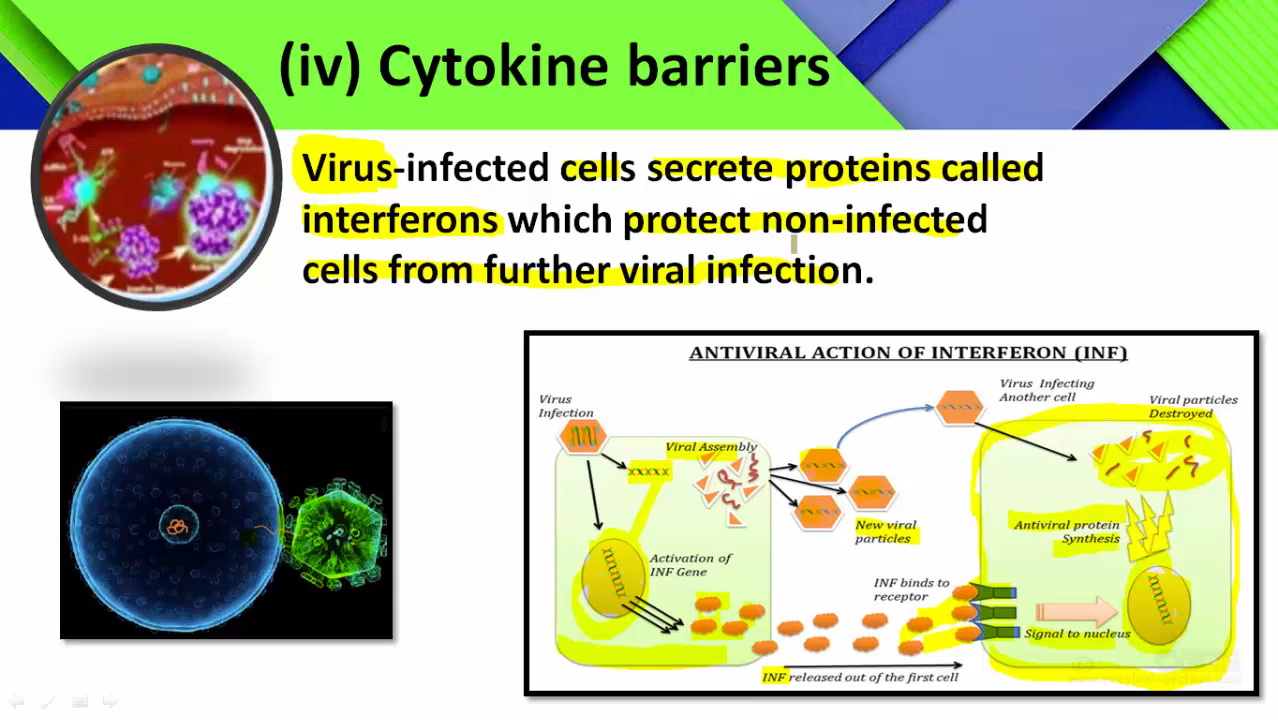 (iv) Cytokine barriers
Virus-infected cells secrete proteins called
interferons which protect non-infected
cells from further viral infection.
ANTIVIRAL ACTION OF INTERFERON (INF)
Virus
Infection
Viral Assembly
Virus Infecting
Another cell
Viral particles
Destroyed
New viral
particles
Antiviral protein
Synthesis
Activation of
INF Gene
INF binds to
receptor
Signal to nucleus
INF released out of the first cell